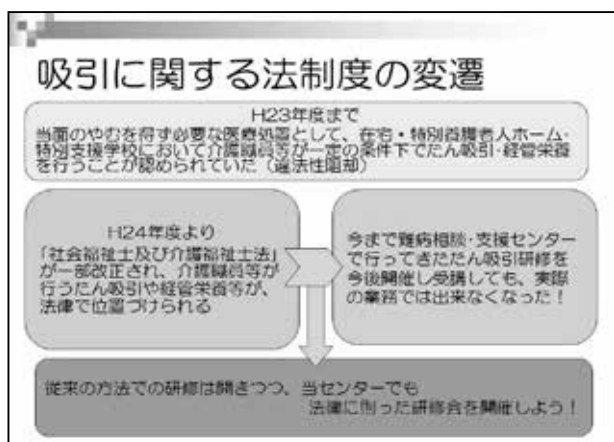 吸引に関する法制度の変遷
H23年度まで
当面のやむを得ず必要な医療処置として、在宅・特別養護老人ホーム・
特別支援学校において介護職員等が一定の条件下でたん吸引・経管栄養
を行うことが認められていた（違法性阻却）
H24年度より
「社会福祉士及び介護福祉士法」
が一部改正され、介護職員等が
行うたん吸引や経管栄養等が、
法律で位置づけられる
今まで難病相談・支援センター
で行ってきたたん吸引研修を
今後開催し受講しても、実際
の業務では出来なくなった！
従来の方法での研修は開きつつ、当センターでも
法律に則った研修会を開催しよう！